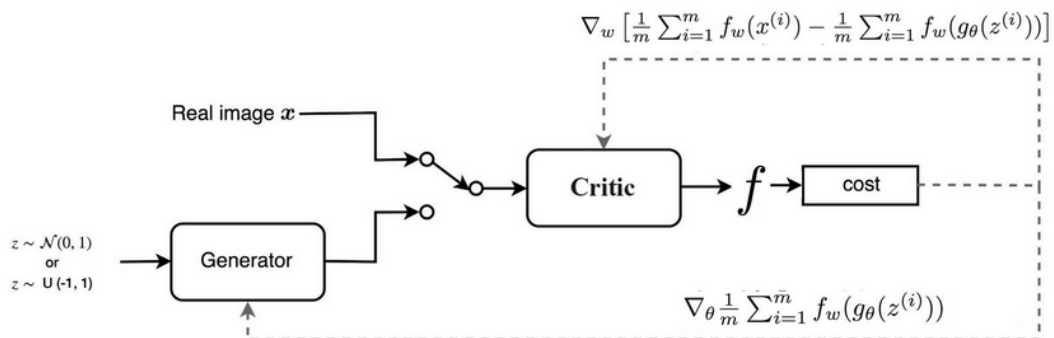 ∇_w [1/m ∑_{i=1}^m f_w(x^{(i)}) − 1/m ∑_{i=1}^m f_w(g_θ(z^{(i)}))]
Real image x
Critic
f
cost
z ∼ 𝒩(0, 1)
or
z ∼ U (-1, 1)
Generator
∇_θ 1/m ∑_{i=1}^m f_w(g_θ(z^{(i)}))